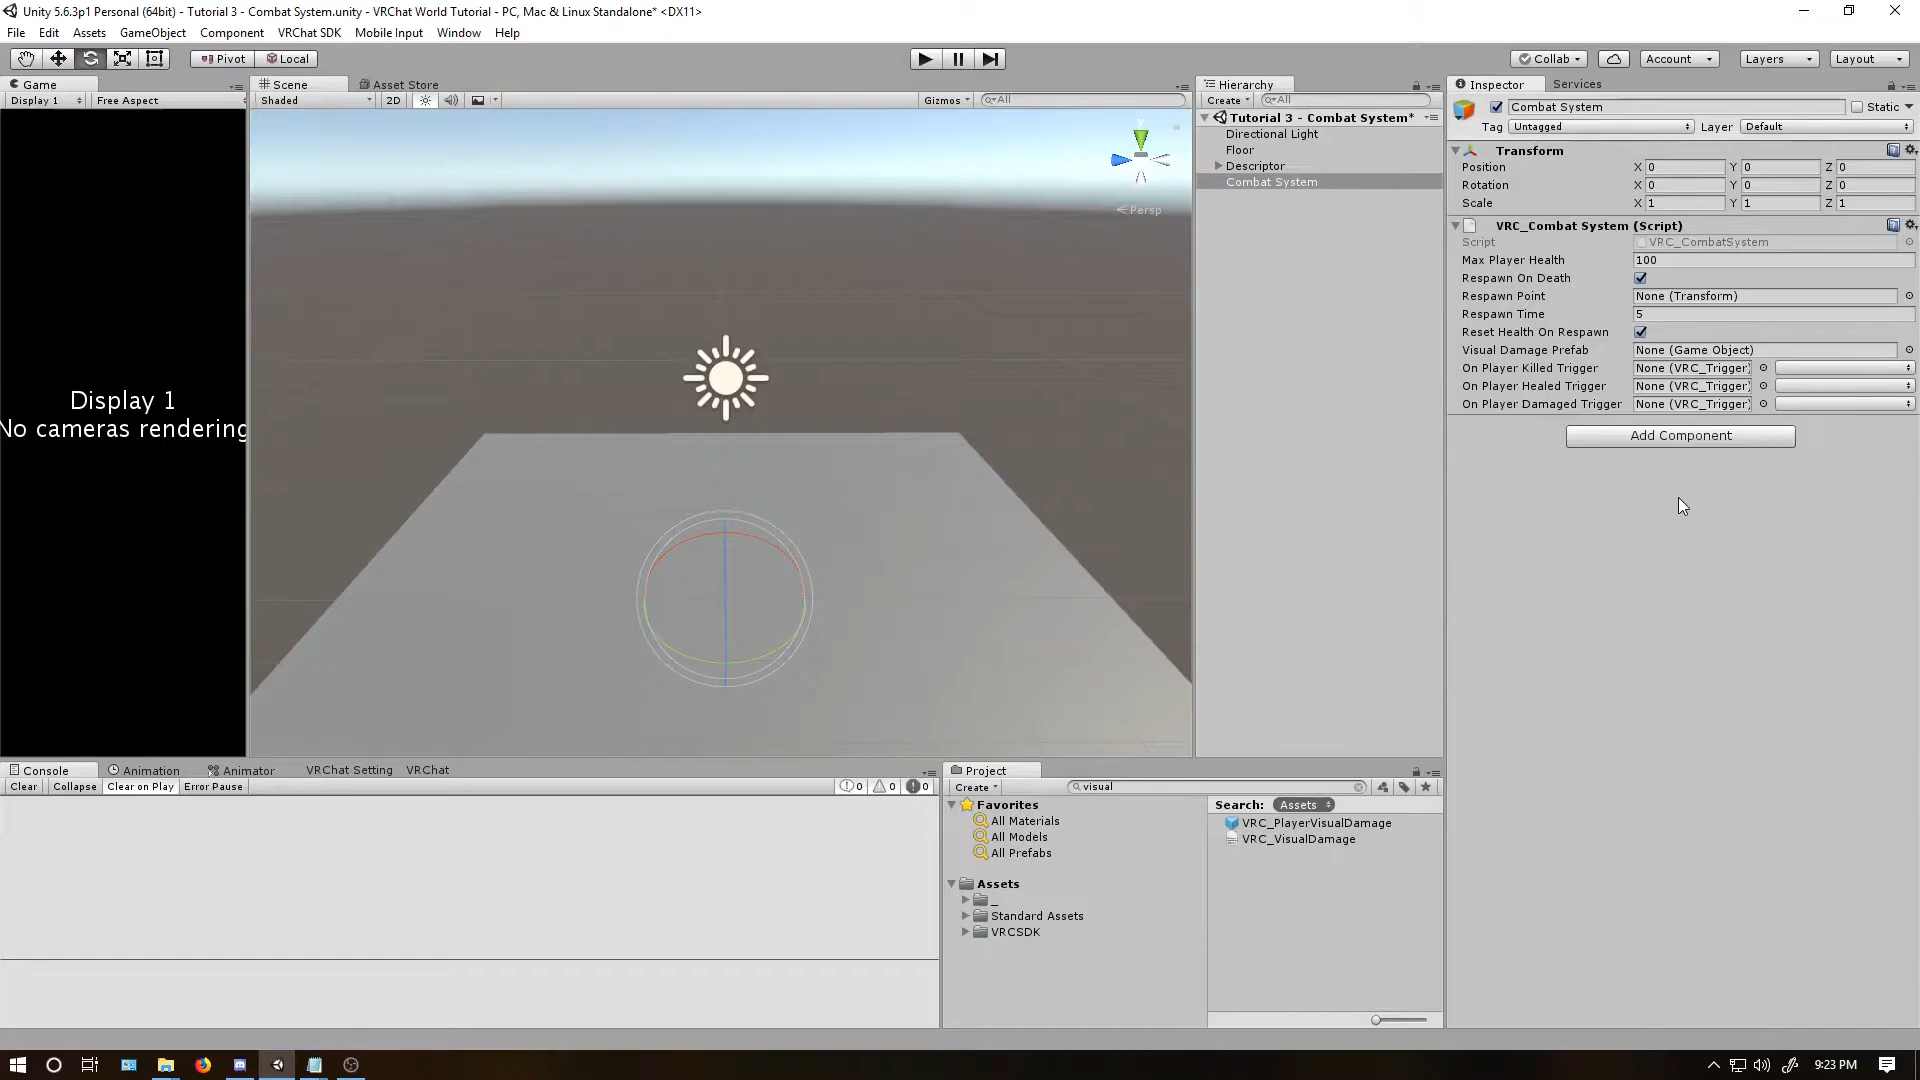 Unity 5.6.3p1 Personal (64bit) - Tutorial 3 - Combat System.unity - VRChat World Tutorial - PC, Mac & Linux Standalone* <DX11>
File Edit Assets GameObject Component VRChat SDK Mobile Input Window Help
Pivot Local Collab Account Layers Layout
Game Scene Asset Store Hierarchy Inspector Services
Display 1 Free Aspect Shaded 2D Gizmos All Create All
Combat System Static
Tag Untagged Layer Default
Tutorial 3 - Combat System*
Directional Light
Floor
Descriptor
Combat System
Y
Persp
Transform
Position X 0 Y 0 Z 0
Rotation X 0 Y 0 Z 0
Scale X 1 Y 1 Z 1
VRC_Combat System (Script)
Script VRC_CombatSystem
Max Player Health 100
Respawn On Death
Respawn Point None (Transform)
Respawn Time 5
Reset Health On Respawn
Visual Damage Prefab None (Game Object)
On Player Killed Trigger None (VRC_Trigger)
On Player Healed Trigger None (VRC_Trigger)
On Player Damaged Trigger None (VRC_Trigger)
Add Component
Display 1
No cameras rendering
Console Animation Animator VRChat Setting VRChat
Clear Collapse Clear on Play Error Pause 0 0 0
Project
Create visual
Favorites
All Materials
All Models
All Prefabs
Assets
_
Standard Assets
VRCSDK
Search: Assets
VRC_PlayerVisualDamage
VRC_VisualDamage
9:23 PM